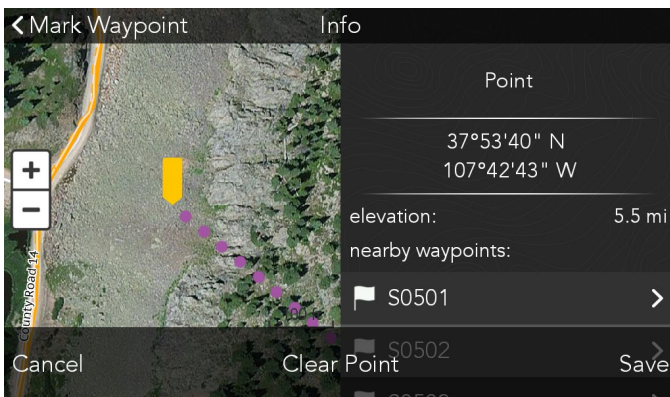 Mark Waypoint
Info
Point
37°53'40" N
107°42'43" W
+
−
elevation: 5.5 mi
nearby waypoints:
S0501
County Road 14
S0502
Cancel
Clear Point
Save